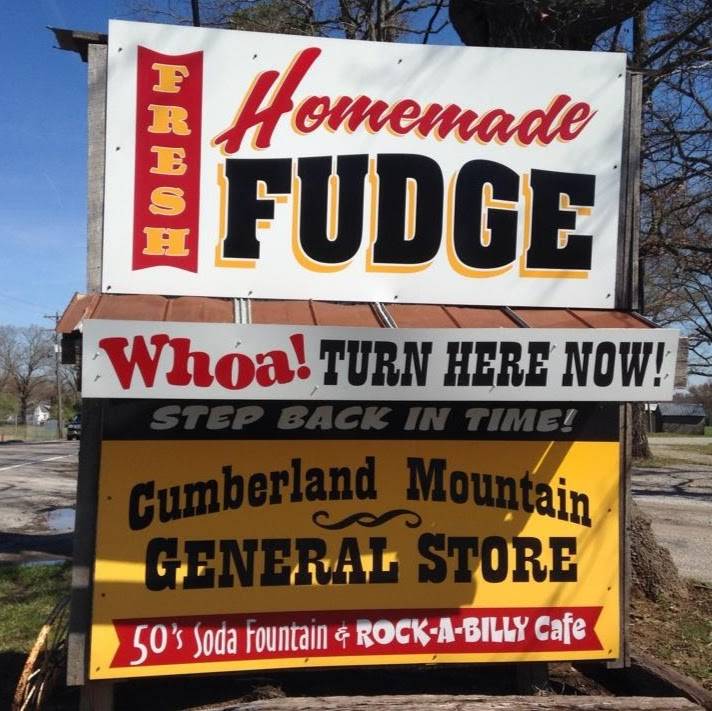 FRESH
Homemade
FUDGE
Whoa! TURN HERE NOW!
STEP BACK IN TIME!
Cumberland Mountain
GENERAL STORE
50's Soda Fountain & ROCK-A-BILLY Cafe